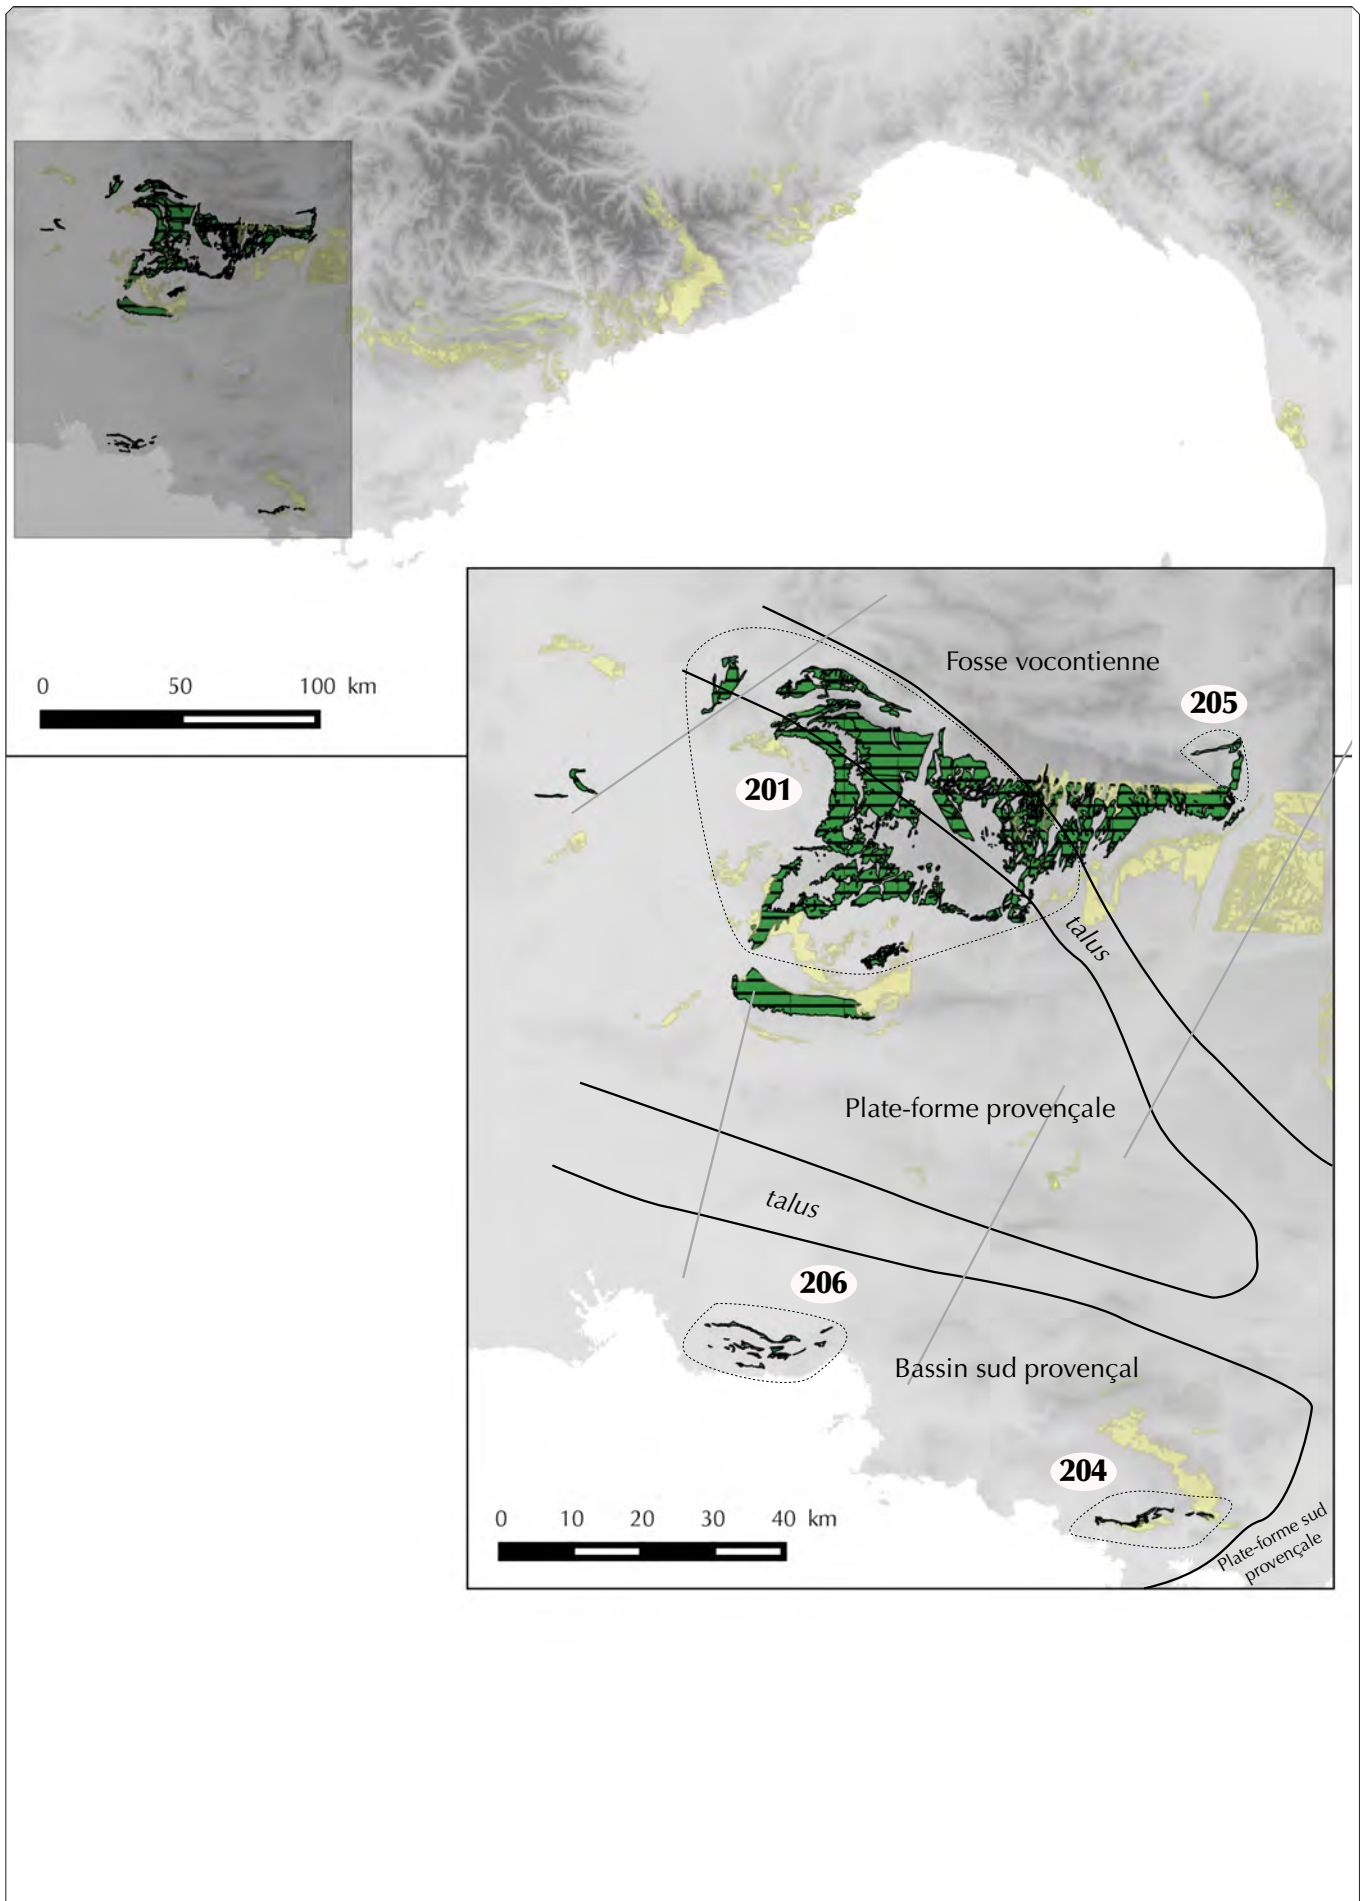 0 50 100 km
Fosse vocontienne
205
201
talus
Plate-forme provençale
talus
206
Bassin sud provençal
204
0 10 20 30 40 km
Plate-forme sud
provençale